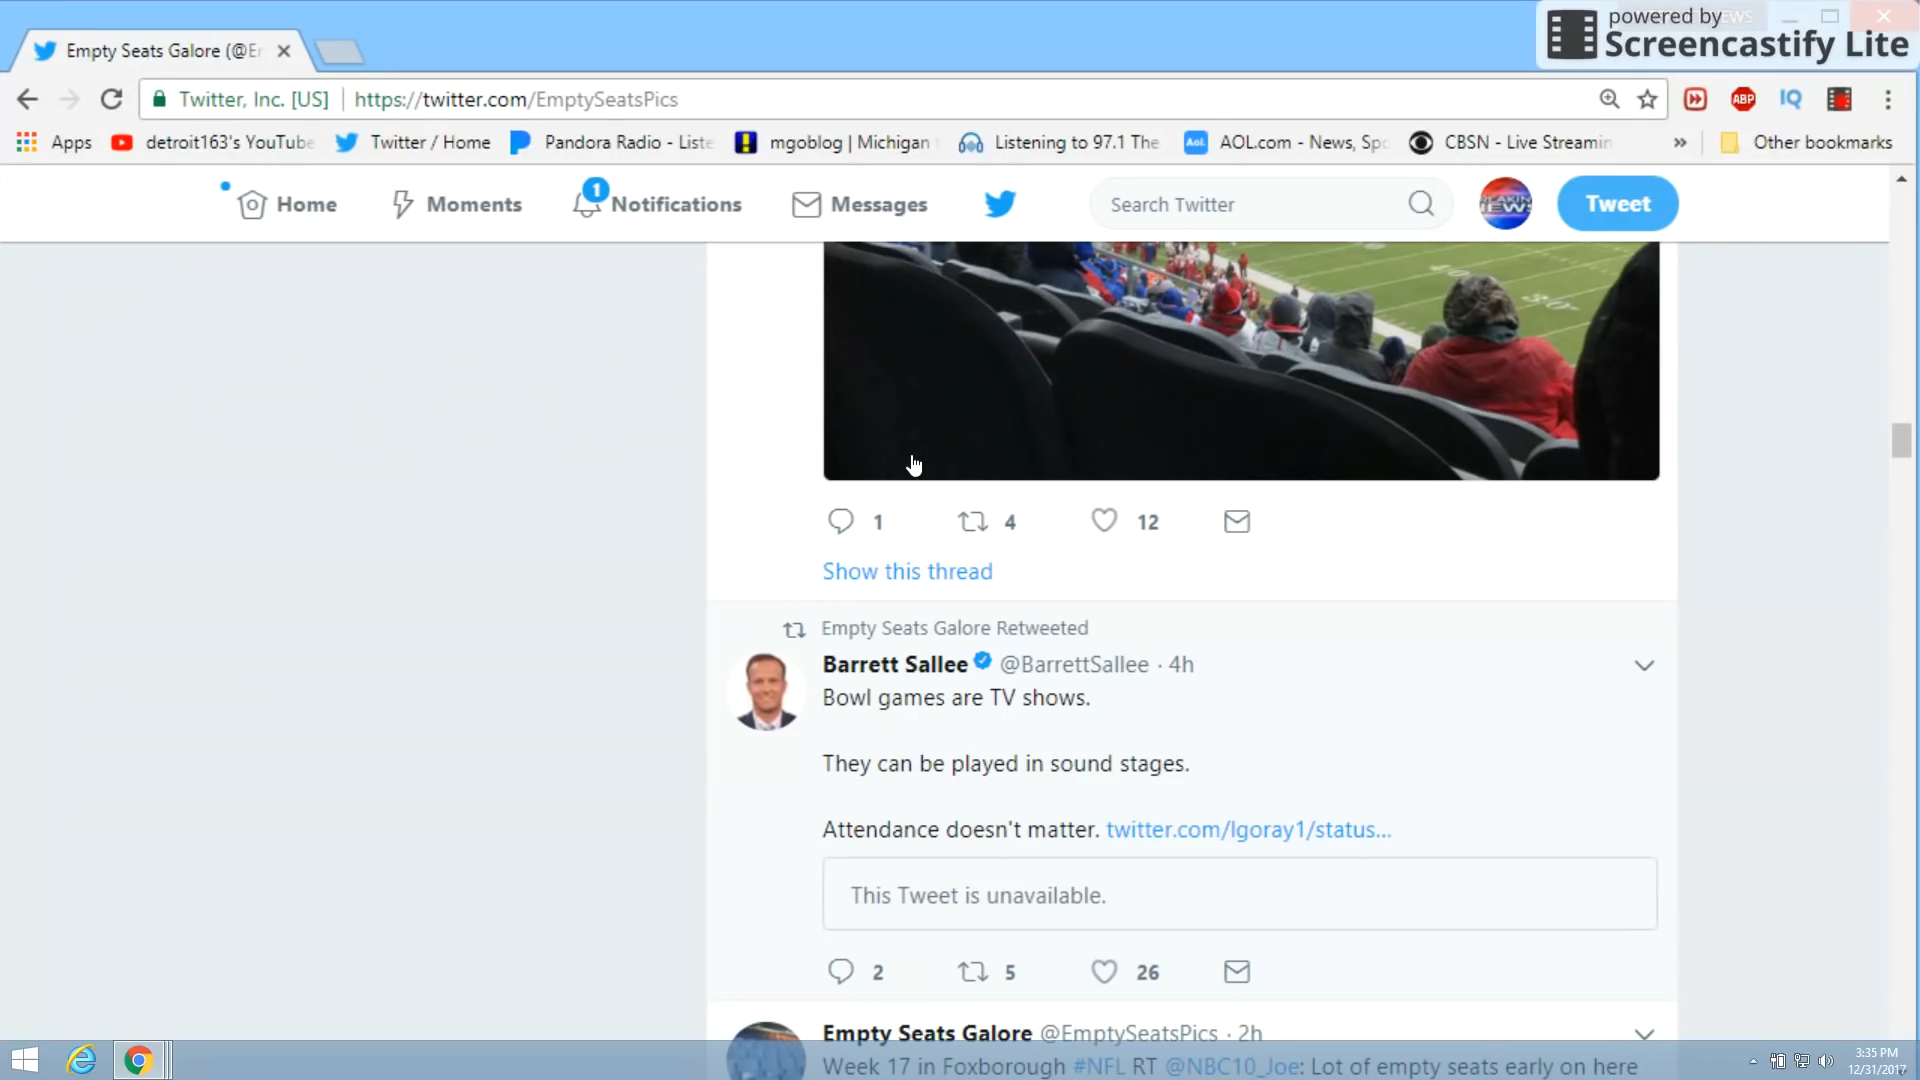 powered by
Screencastify Lite
Empty Seats Galore (@E
Twitter, Inc. [US] https://twitter.com/EmptySeatsPics
ABP IQ
Apps detroit163's YouTube Twitter / Home Pandora Radio - Liste mgoblog | Michigan Listening to 97.1 The Aol. AOL.com - News, Spo CBSN - Live Streamin » Other bookmarks
Home Moments 1 Notifications Messages Search Twitter Tweet
1 4 12
Show this thread
Empty Seats Galore Retweeted
Barrett Sallee @BarrettSallee · 4h
Bowl games are TV shows.
They can be played in sound stages.
Attendance doesn't matter. twitter.com/lgoray1/status...
This Tweet is unavailable.
2 5 26
Empty Seats Galore @EmptySeatsPics · 2h
Week 17 in Foxborough #NFL RT @NBC10_Joe: Lot of empty seats early on here
3:35 PM
12/31/2017